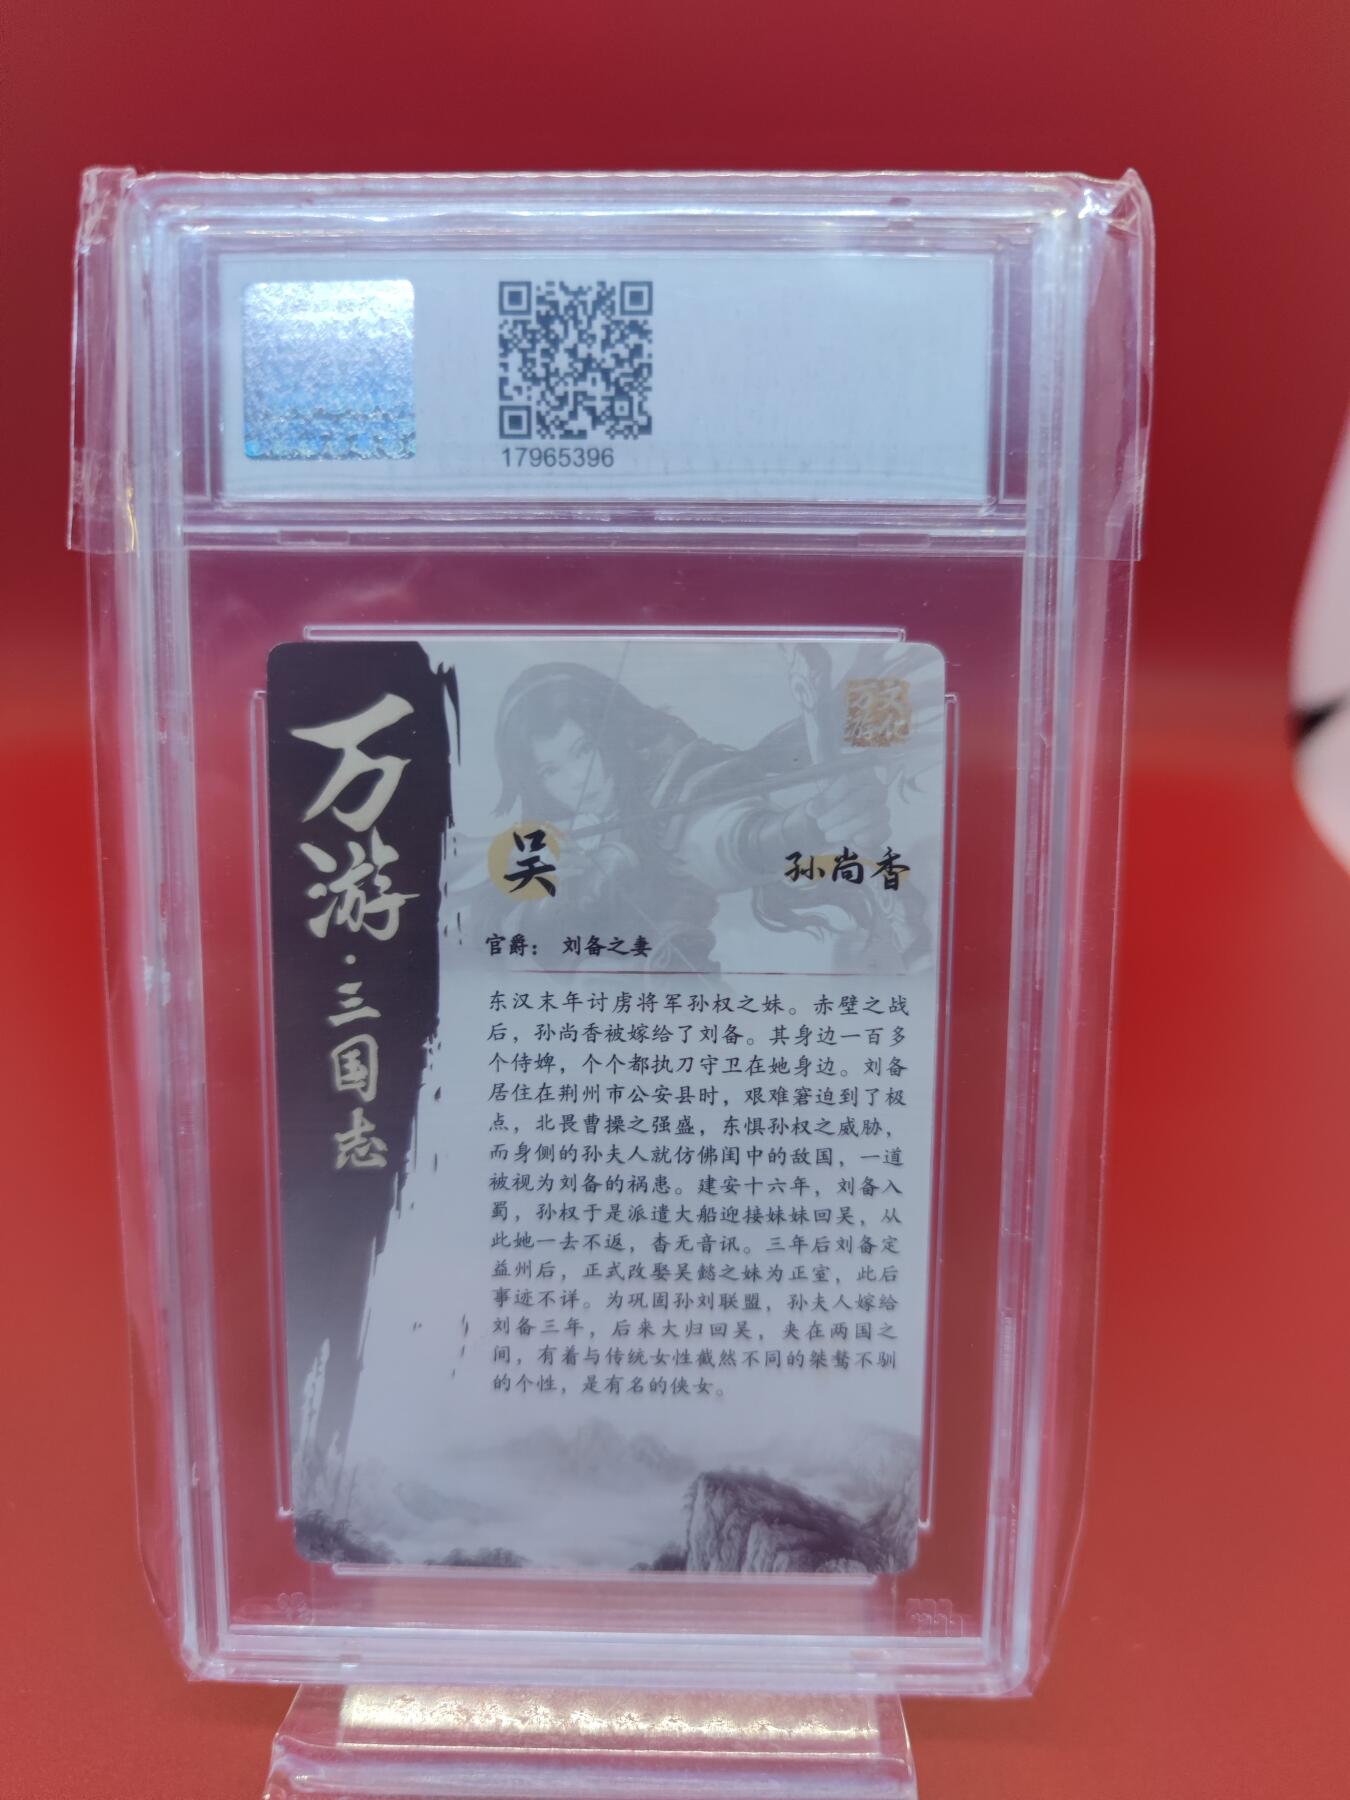 17965396
万游·三国志
万游
文化
吴
孙尚香
官爵： 刘备之妻
东汉末年讨虏将军孙权之妹。赤壁之战
后，孙尚香被嫁给了刘备。其身边一百多
个侍婢，个个都执刀守卫在她身边。刘备
居住在荆州市公安县时，艰难窘迫到了极
点，北畏曹操之强盛，东惧孙权之威胁，
而身侧的孙夫人就仿佛闺中的敌国，一道
被视为刘备的祸患。建安十六年，刘备入
蜀，孙权于是派遣大船迎接妹妹回吴，从
此她一去不返，杳无音讯。三年后刘备定
益州后，正式改娶吴懿之妹为正室，此后
事迹不详。为巩固孙刘联盟，孙夫人嫁给
刘备三年，后来大归回吴，夹在两国之
间，有着与传统女性截然不同的桀骜不驯
的个性，是有名的侠女。